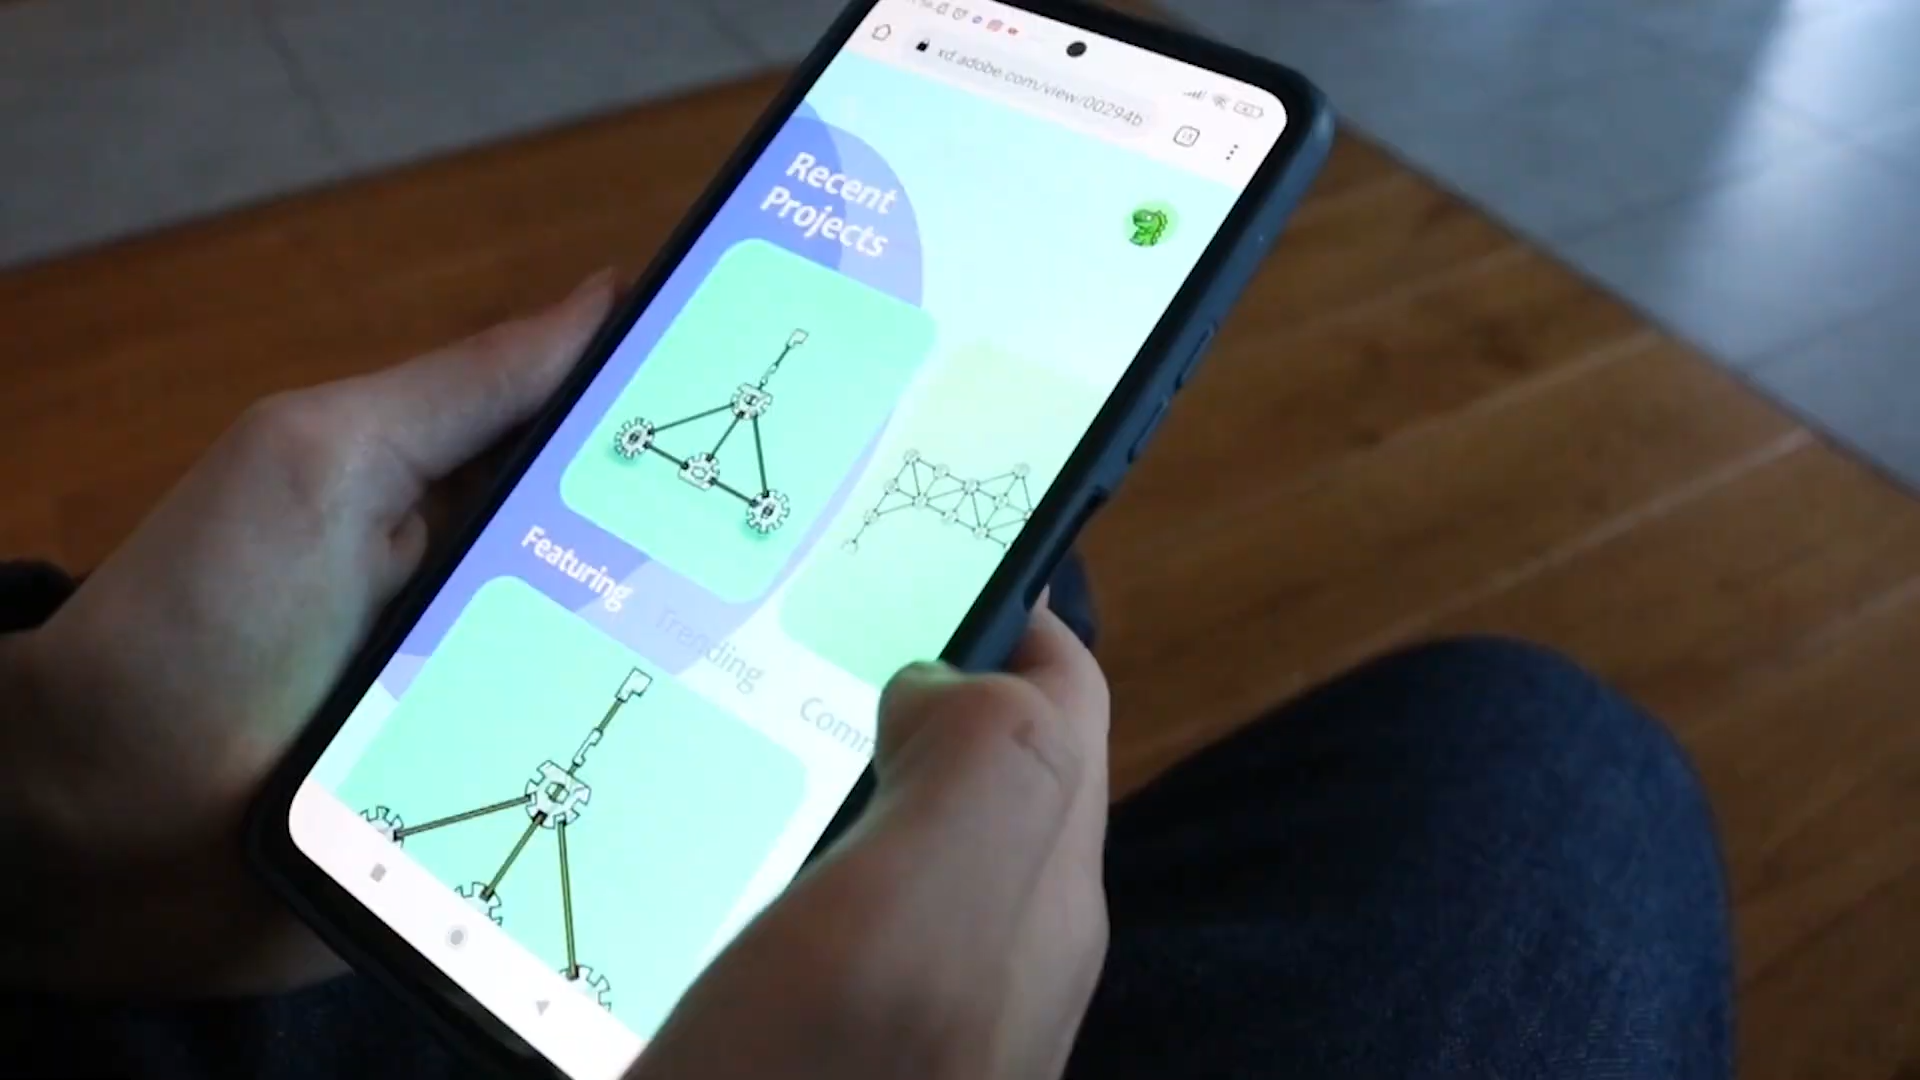 xd.adobe.com/view/00294b
Recent
Projects
Featuring
Trending
Comm